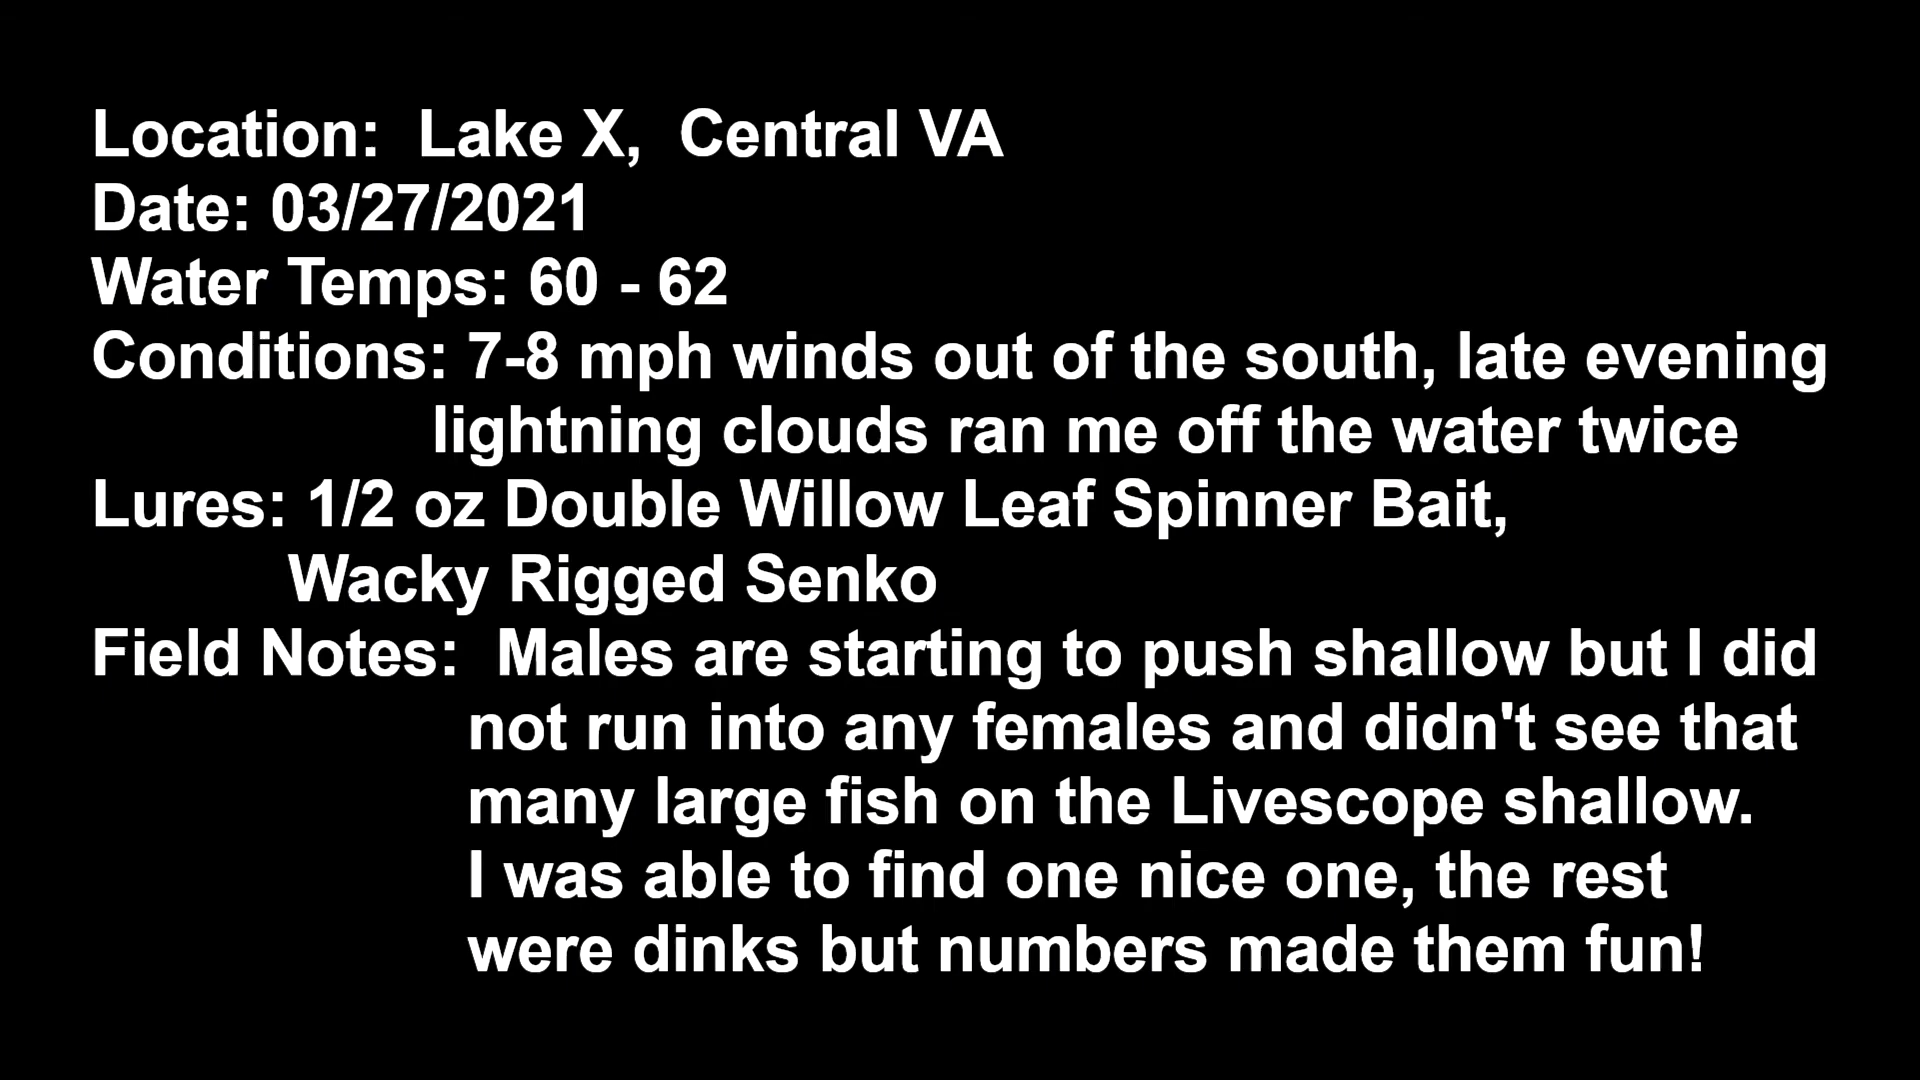 Location:  Lake X,  Central VA
Date: 03/27/2021
Water Temps: 60 - 62
Conditions: 7-8 mph winds out of the south, late evening
lightning clouds ran me off the water twice
Lures: 1/2 oz Double Willow Leaf Spinner Bait,
Wacky Rigged Senko
Field Notes:  Males are starting to push shallow but I did
not run into any females and didn't see that
many large fish on the Livescope shallow.
I was able to find one nice one, the rest
were dinks but numbers made them fun!